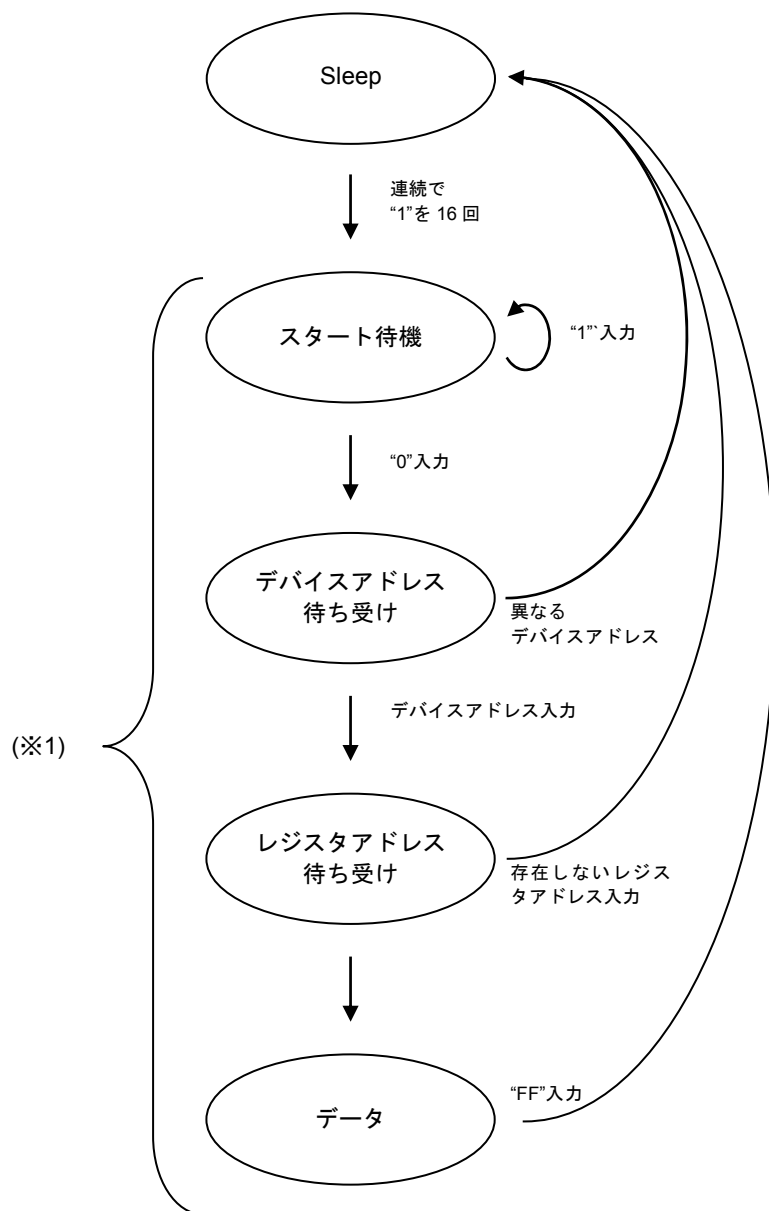 Sleep
連続で
“1”を 16 回
スタート待機
“1”`入力
“0”入力
デバイスアドレス
待ち受け
異なる
デバイスアドレス
デバイスアドレス入力
(※1)
レジスタアドレス
待ち受け
存在しないレジス
タアドレス入力
データ
“FF”入力